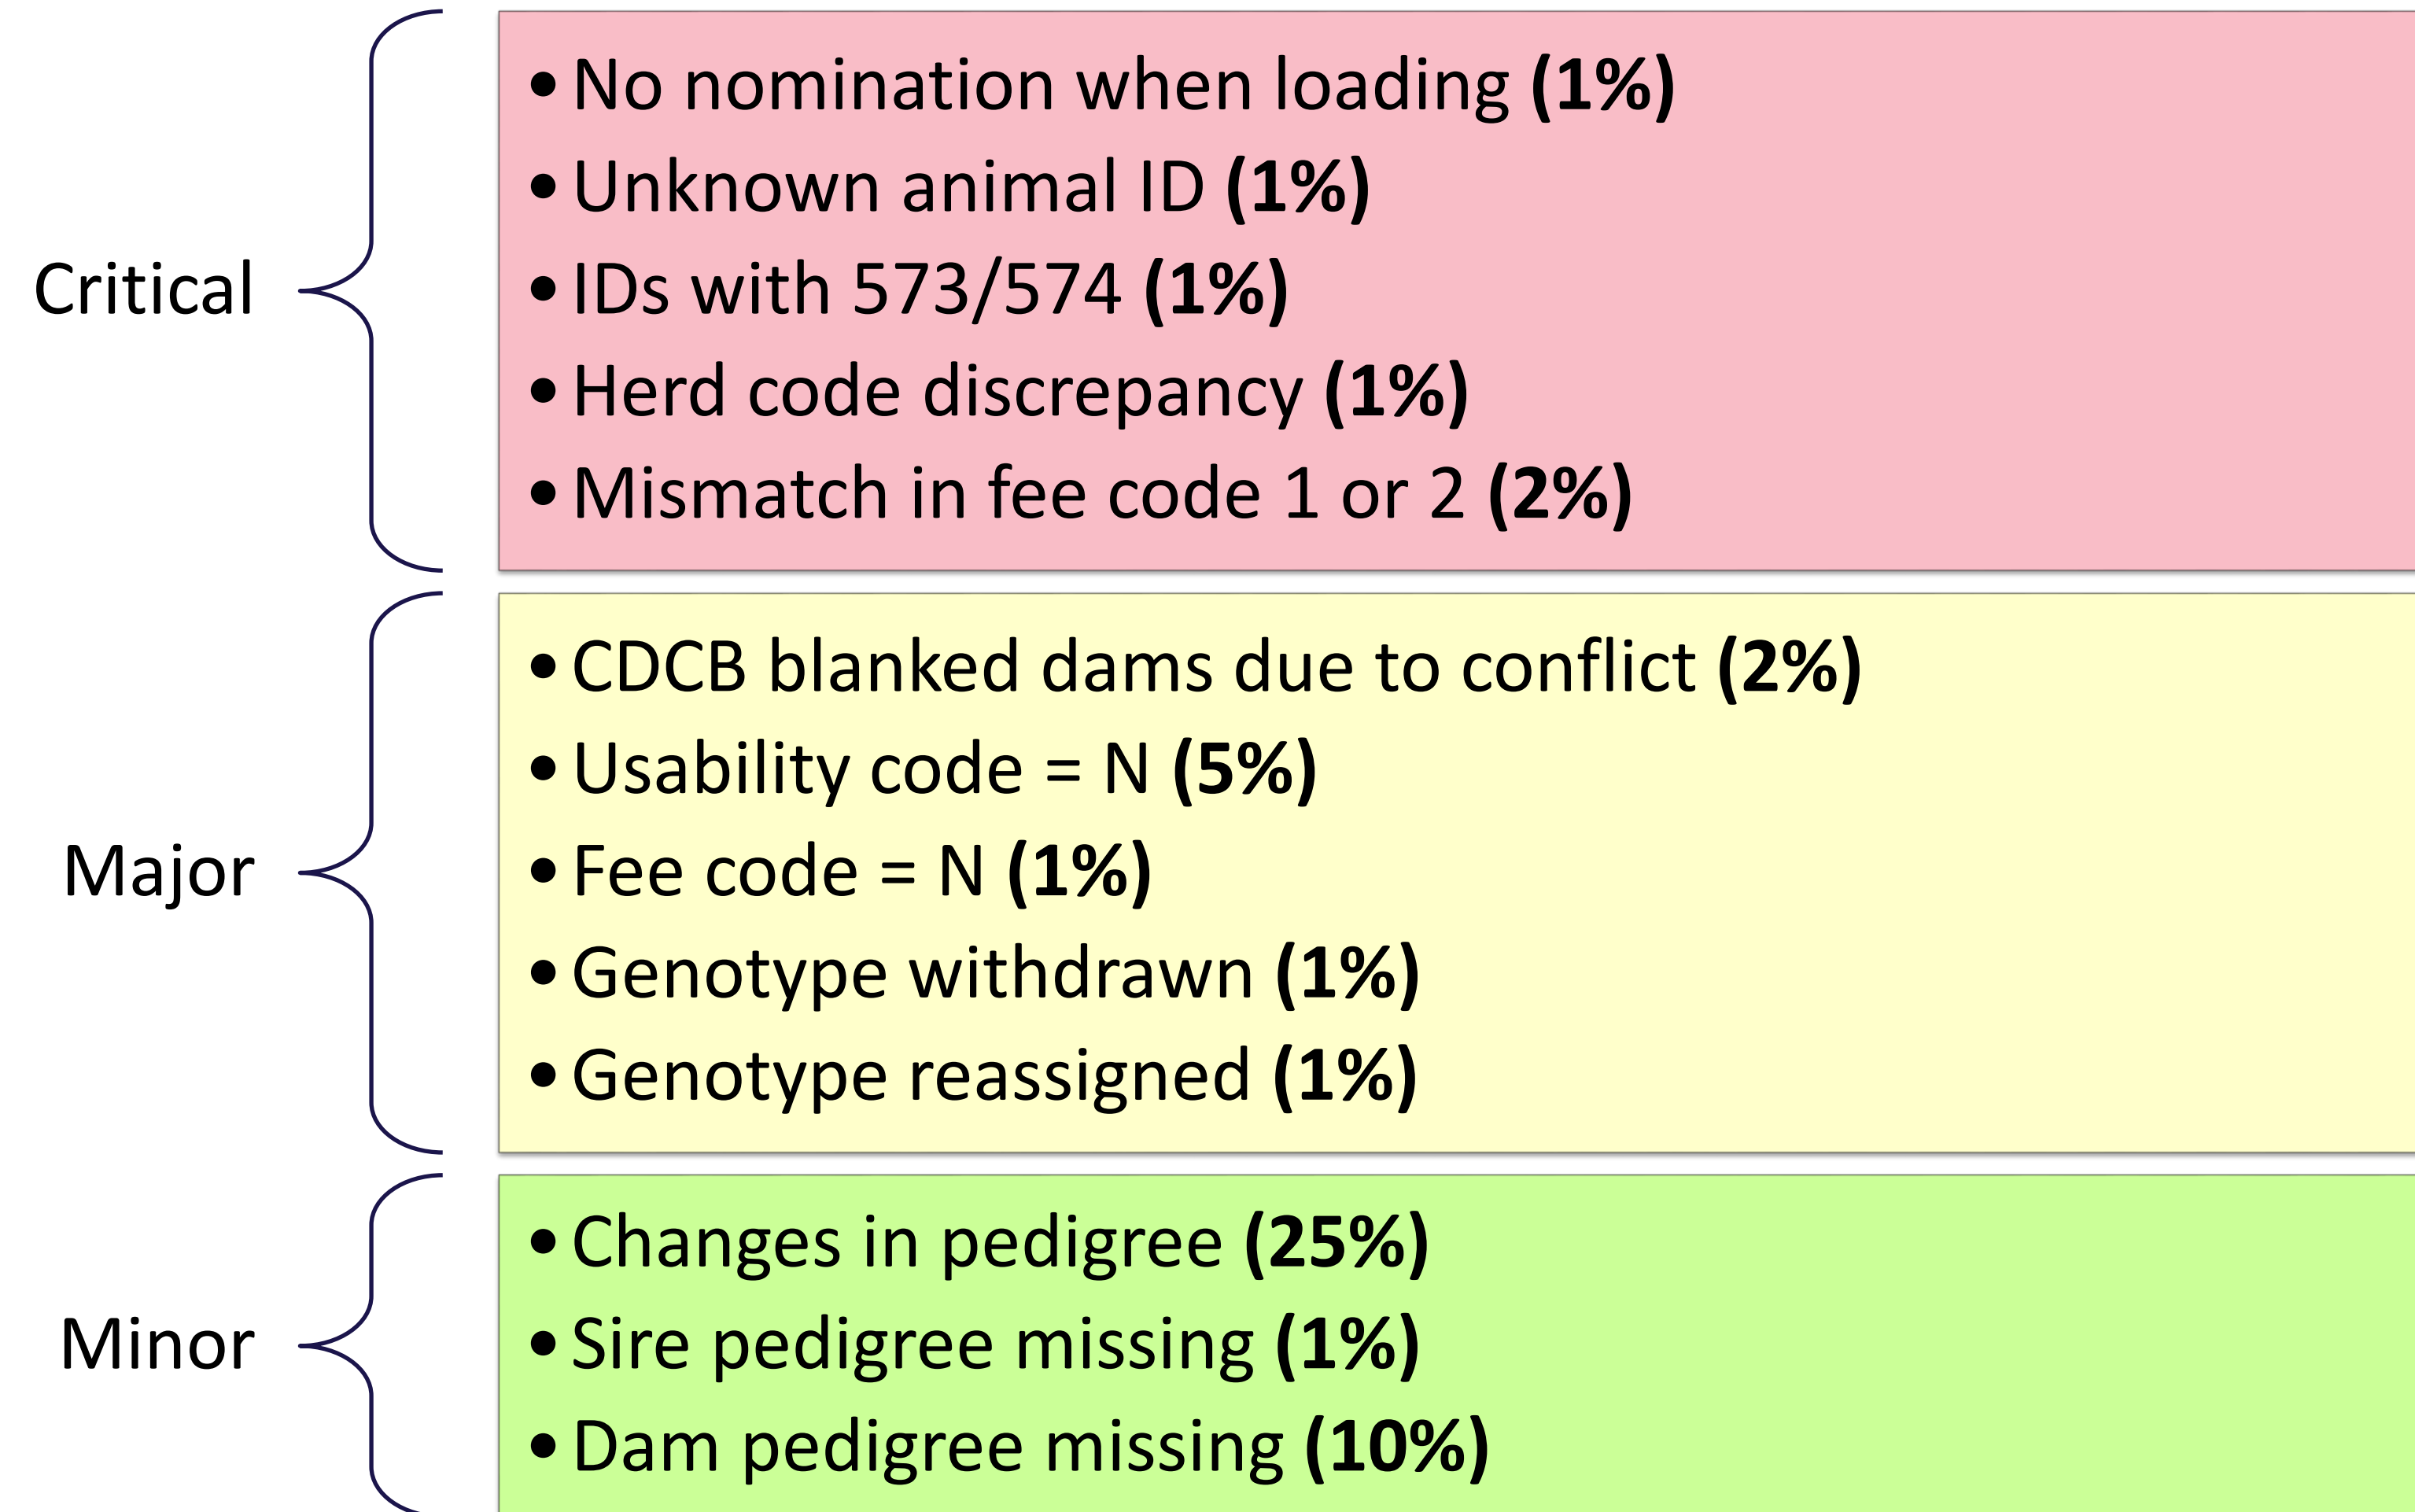 Critical
• No nomination when loading (1%)
• Unknown animal ID (1%)
• IDs with 573/574 (1%)
• Herd code discrepancy (1%)
• Mismatch in fee code 1 or 2 (2%)
Major
• CDCB blanked dams due to conflict (2%)
• Usability code = N (5%)
• Fee code = N (1%)
• Genotype withdrawn (1%)
• Genotype reassigned (1%)
Minor
• Changes in pedigree (25%)
• Sire pedigree missing (1%)
• Dam pedigree missing (10%)